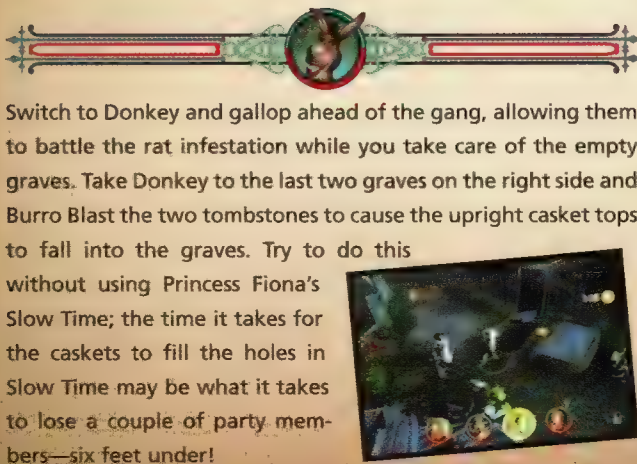 Switch to Donkey and gallop ahead of the gang, allowing them
to battle the rat infestation while you take care of the empty
graves. Take Donkey to the last two graves on the right side and
Burro Blast the two tombstones to cause the upright casket tops
to fall into the graves. Try to do this
without using Princess Fiona's
Slow Time; the time it takes for
the caskets to fill the holes in
Slow Time may be what it takes
to lose a couple of party mem-
bers—six feet under!